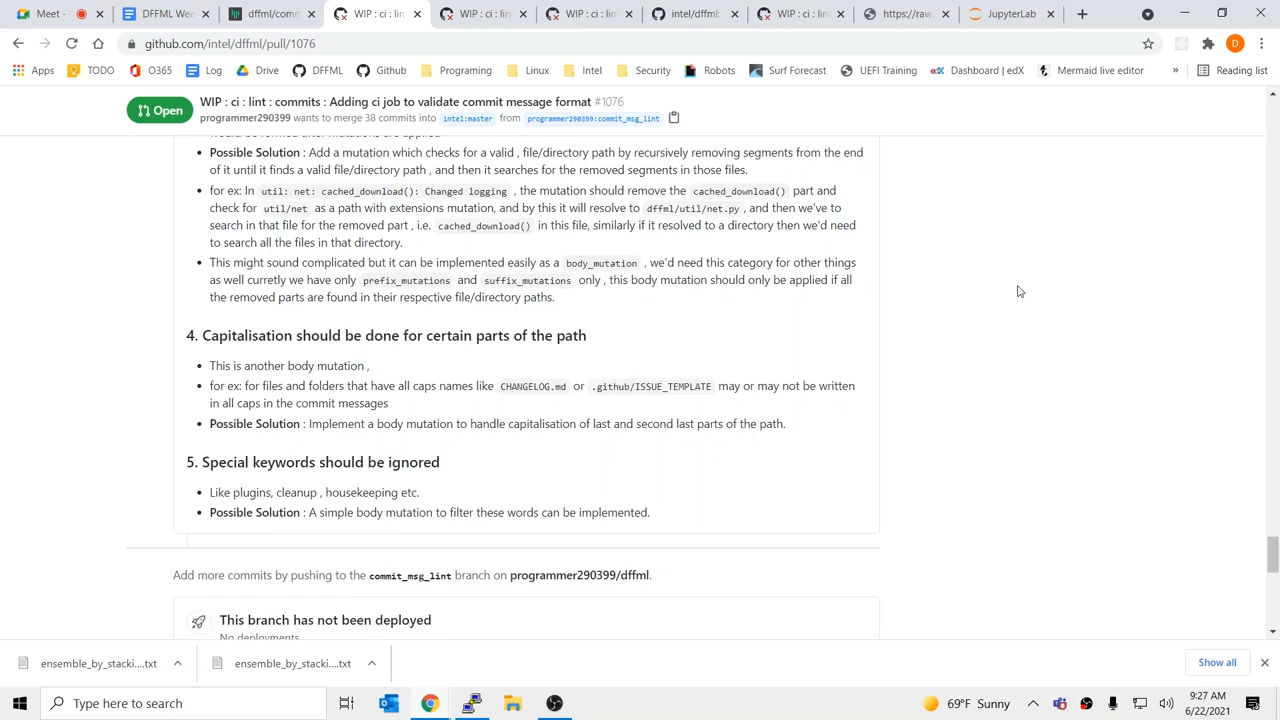 Meet -
DFFML Wee
dffml/com
WIP : ci : lin
WIP : ci : lin
WIP : ci : lin
intel/dffml
WIP : ci : lin
https://raw.
JupyterLab
github.com/intel/dffml/pull/1076
Apps
TODO
O365
Log
Drive
DFFML
Github
Programing
Linux
Intel
Security
Robots
Surf Forecast
UEFI Training
edX
Dashboard | edX
Mermaid live editor
»
Reading list
Open
WIP : ci : lint : commits : Adding ci job to validate commit message format #1076
programmer290399 wants to merge 38 commits into intel:master from programmer290399:commit_msg_lint
would be formed after mutations are applied
• Possible Solution : Add a mutation which checks for a valid , file/directory path by recursively removing segments from the end
of it until it finds a valid file/directory path , and then it searches for the removed segments in those files.
• for ex: In util: net: cached_download(): Changed logging , the mutation should remove the cached_download() part and
check for util/net as a path with extensions mutation, and by this it will resolve to dffml/util/net.py , and then we've to
search in that file for the removed part , i.e. cached_download() in this file, similarly if it resolved to a directory then we'd need
to search all the files in that directory.
• This might sound complicated but it can be implemented easily as a body_mutation , we'd need this category for other things
as well curretly we have only prefix_mutations and suffix_mutations only , this body mutation should only be applied if all
the removed parts are found in their respective file/directory paths.
4. Capitalisation should be done for certain parts of the path
• This is another body mutation ,
• for ex: for files and folders that have all caps names like CHANGELOG.md or .github/ISSUE_TEMPLATE may or may not be written
in all caps in the commit messages
• Possible Solution : Implement a body mutation to handle capitalisation of last and second last parts of the path.
5. Special keywords should be ignored
• Like plugins, cleanup , housekeeping etc.
• Possible Solution : A simple body mutation to filter these words can be implemented.
Add more commits by pushing to the commit_msg_lint branch on programmer290399/dffml.
This branch has not been deployed
No deployments
ensemble_by_stacki....txt
ensemble_by_stacki....txt
Show all
Type here to search
69°F Sunny
9:27 AM
6/22/2021